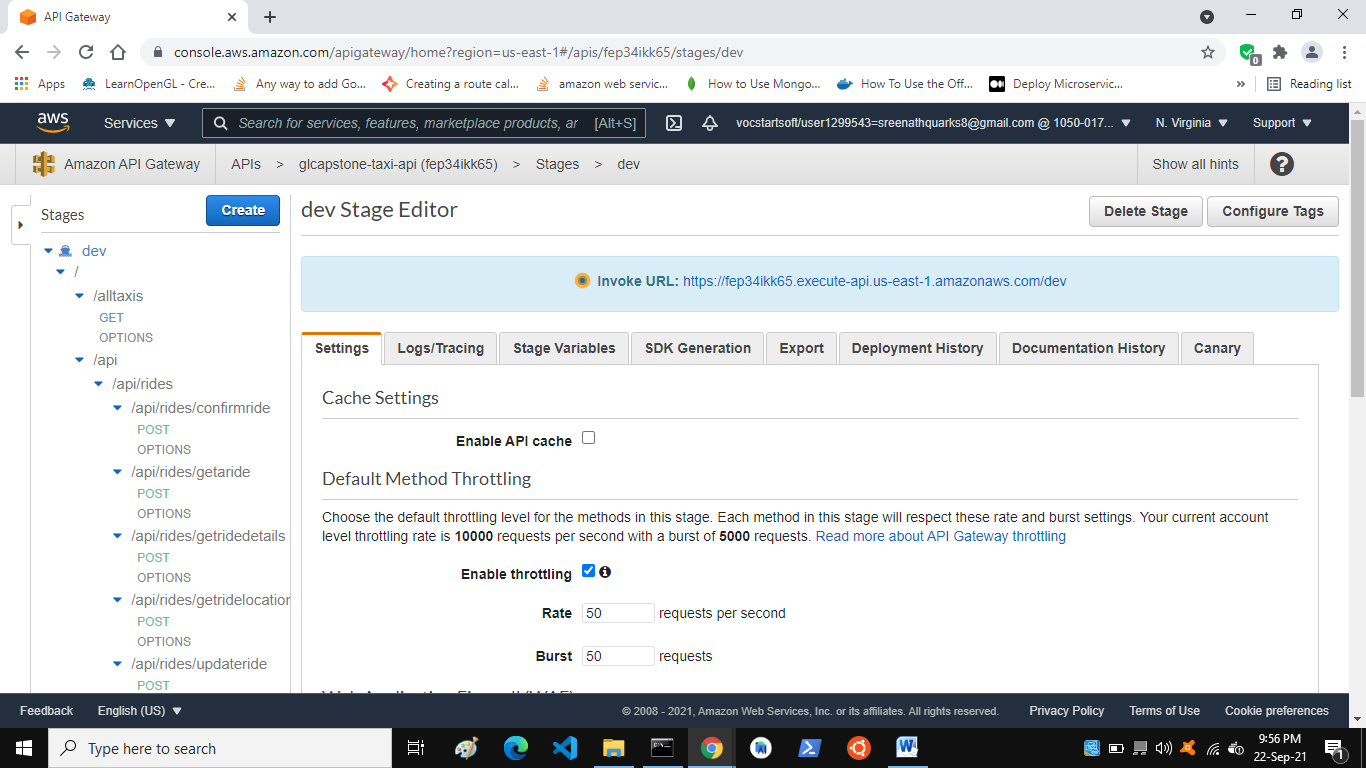 API Gateway
console.aws.amazon.com/apigateway/home?region=us-east-1#/apis/fep34ikk65/stages/dev
0
Apps LearnOpenGL - Cre... Any way to add Go... Creating a route cal... amazon web servic... How to Use Mongo... How To Use the Off... Deploy Microservic... » Reading list
aws Services Search for services, features, marketplace products, ar [Alt+S] vocstartsoft/user1299543=sreenathquarks8@gmail.com @ 1050-017... N. Virginia Support
Amazon API Gateway APIs > glcapstone-taxi-api (fep34ikk65) > Stages > dev Show all hints ?
Stages Create
dev
/
/alltaxis
GET
OPTIONS
/api
/api/rides
/api/rides/confirmride
POST
OPTIONS
/api/rides/getaride
POST
OPTIONS
/api/rides/getridedetails
POST
OPTIONS
/api/rides/getridelocation
POST
OPTIONS
/api/rides/updateride
POST
dev Stage Editor Delete Stage Configure Tags
Invoke URL: https://fep34ikk65.execute-api.us-east-1.amazonaws.com/dev
Settings Logs/Tracing Stage Variables SDK Generation Export Deployment History Documentation History Canary
Cache Settings
Enable API cache
Default Method Throttling
Choose the default throttling level for the methods in this stage. Each method in this stage will respect these rate and burst settings. Your current account
level throttling rate is 10000 requests per second with a burst of 5000 requests. Read more about API Gateway throttling
Enable throttling
Rate 50 requests per second
Burst 50 requests
Web Application Firewall (WAF)
Feedback English (US) © 2008 - 2021, Amazon Web Services, Inc. or its affiliates. All rights reserved. Privacy Policy Terms of Use Cookie preferences
Type here to search
9:56 PM
22-Sep-21
1